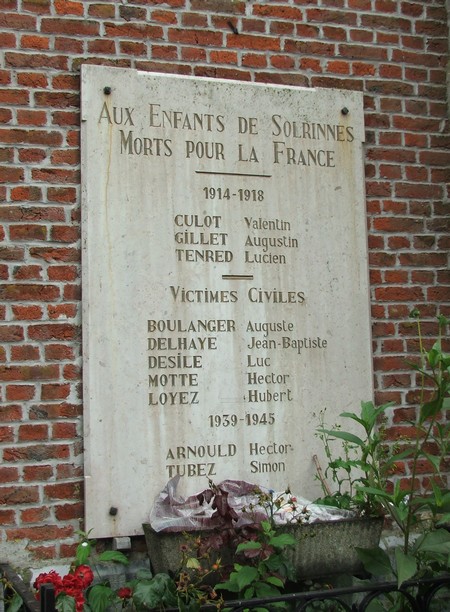 AUX ENFANTS DE SOLRINNES
MORTS POUR LA FRANCE
1914-1918
CULOT Valentin
GILLET Augustin
TENRED Lucien
VICTIMES CIVILES
BOULANGER Auguste
DELHAYE Jean-Baptiste
DESILE Luc
MOTTE Hector
LOYEZ Hubert
1939-1945
ARNOULD Hector
TUBEZ Simon